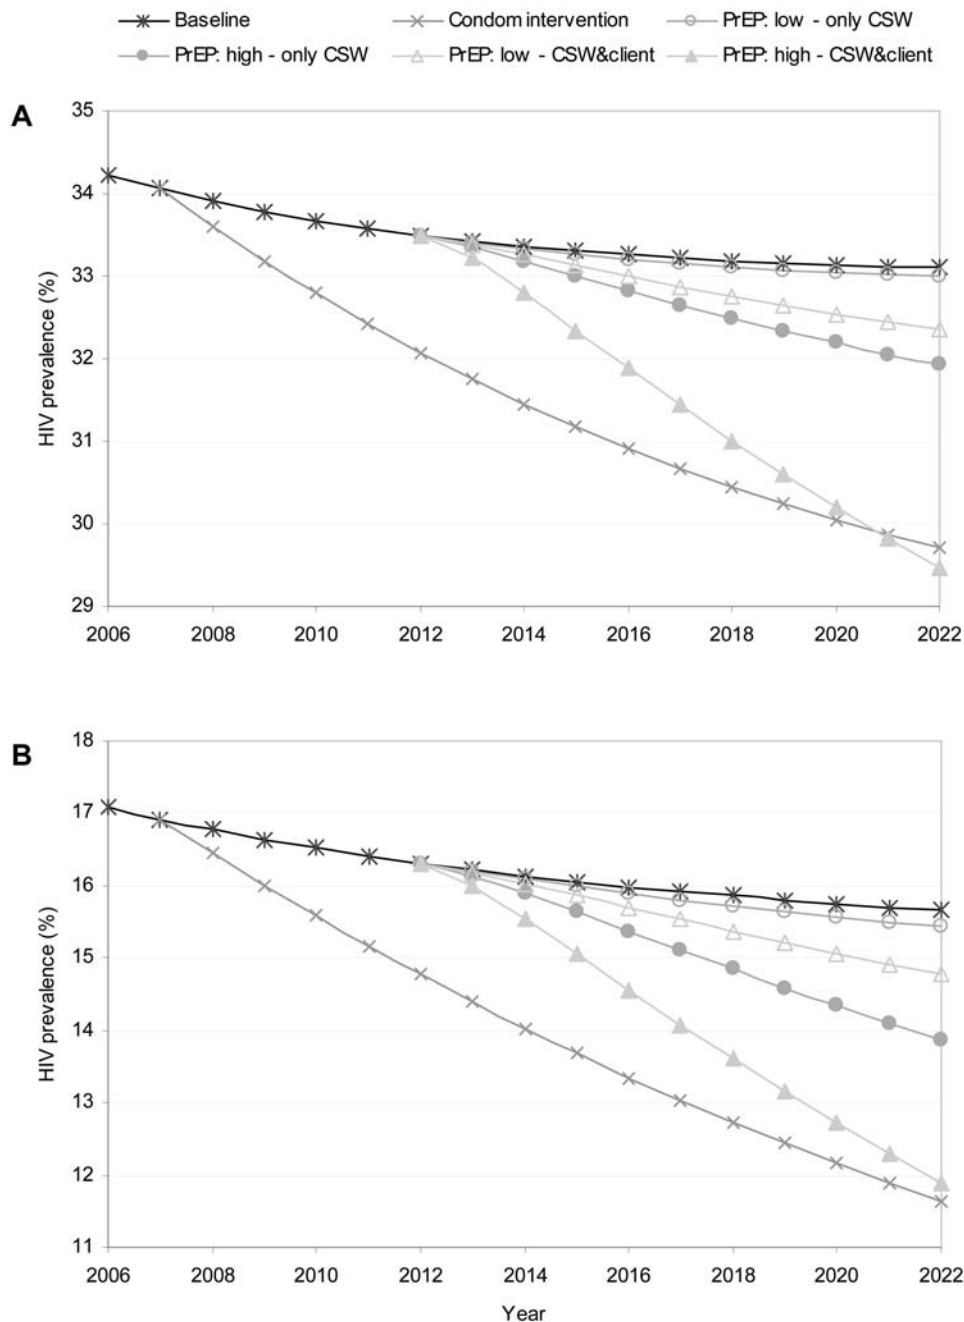 Baseline Condom intervention PrEP: low - only CSW
PrEP: high - only CSW PrEP: low - CSW&client PrEP: high - CSW&client
A
35
34
33
32
31
30
29
HIV prevalence (%)
2006 2008 2010 2012 2014 2016 2018 2020 2022
B
18
17
16
15
14
13
12
11
HIV prevalence (%)
2006 2008 2010 2012 2014 2016 2018 2020 2022
Year